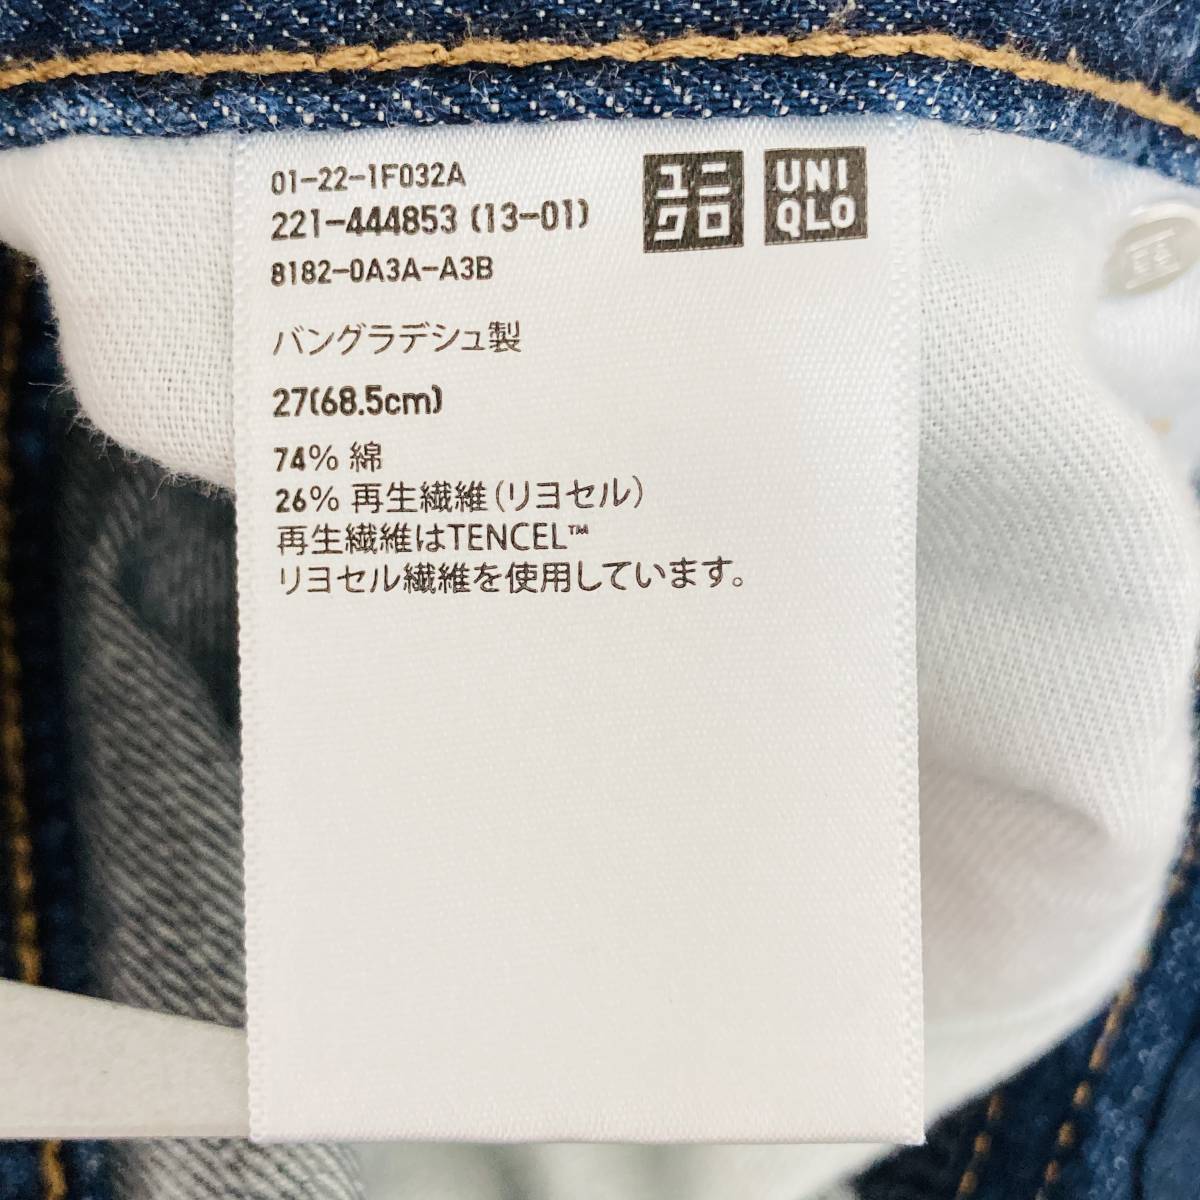 01-22-1F032A
221-444853 (13-01)
8182-0A3A-A3B
ユニ
クロ
UNI
QLO
バングラデシュ製
27(68.5cm)
74% 綿
26% 再生繊維(リヨセル)
再生繊維はTENCEL™
リヨセル繊維を使用しています。